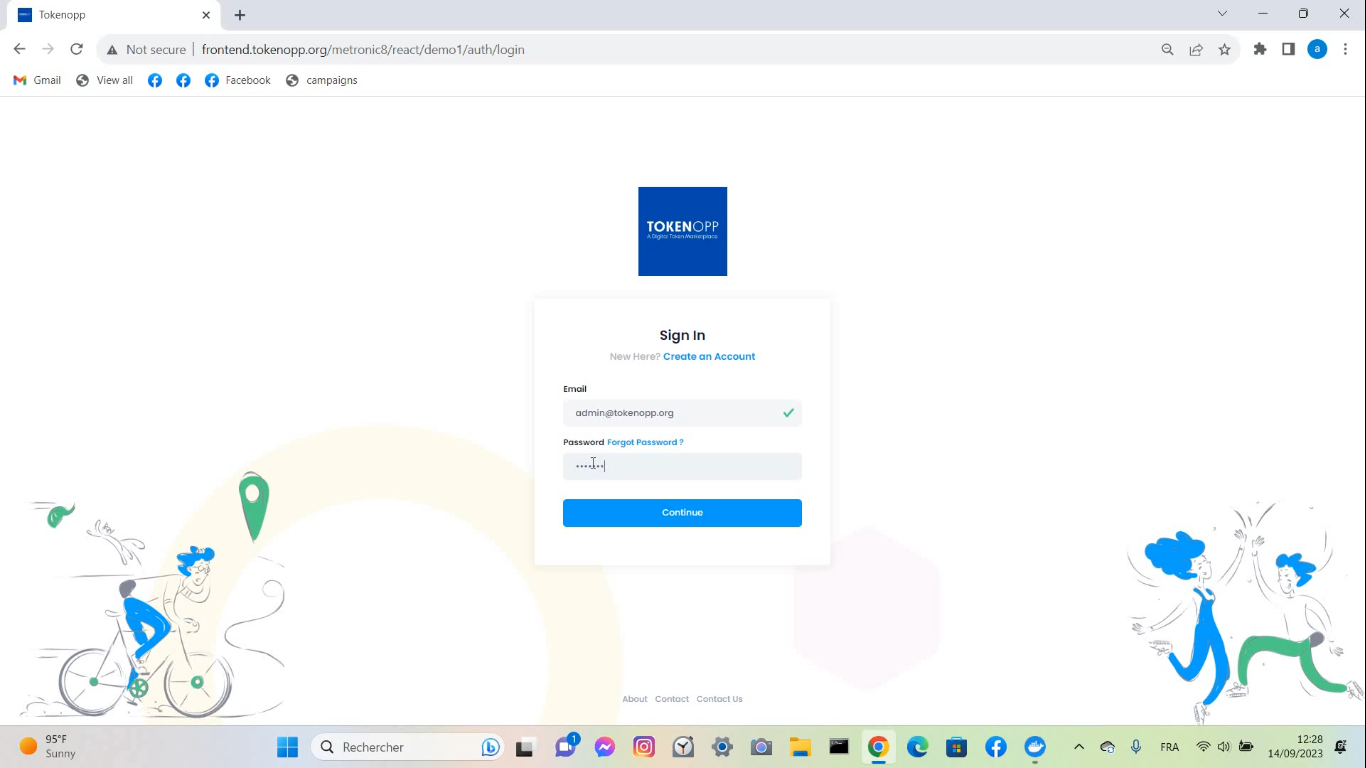 Tokenopp
Not secure frontend.tokenopp.org/metronic8/react/demo1/auth/login
a
Gmail View all Facebook campaigns
TOKENOPP
A Digital Token Marketplace
Sign In
New Here? Create an Account
Email
admin@tokenopp.org
Password Forgot Password ?
Continue
About Contact Contact Us
95°F
Sunny
Rechercher
1
FRA
12:28
14/09/2023